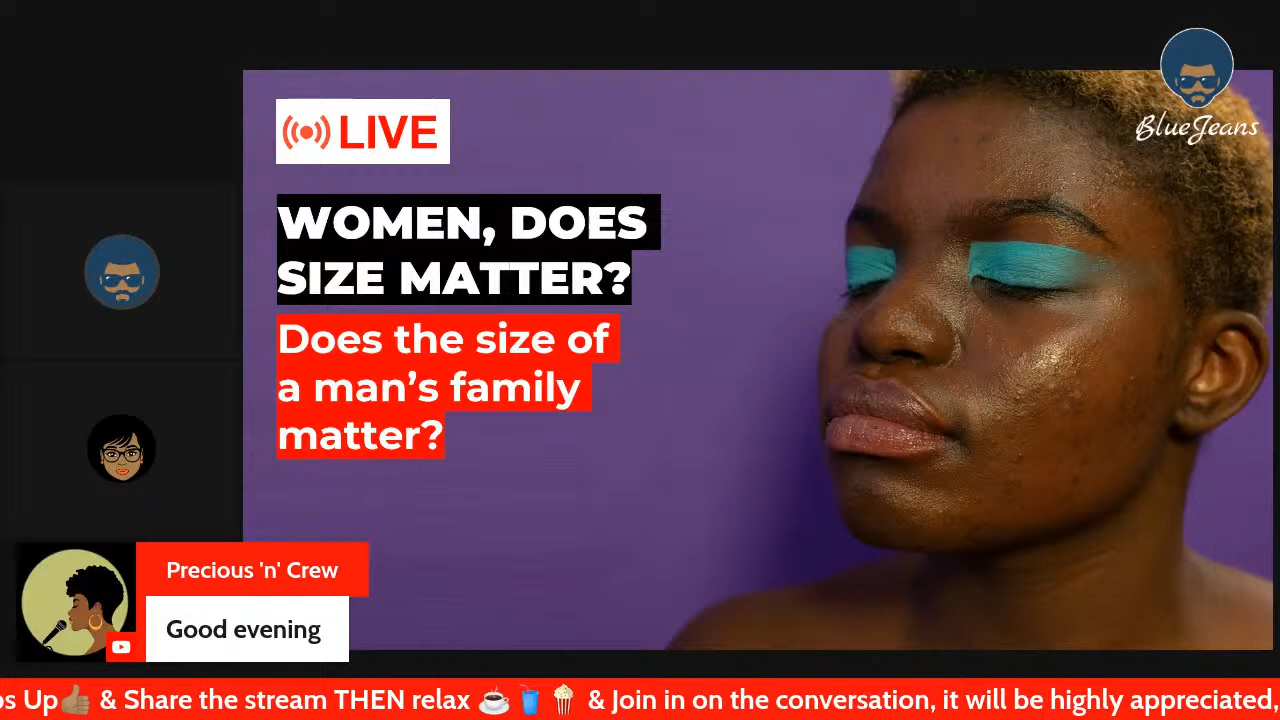 LIVE
BlueJeans
WOMEN, DOES
SIZE MATTER?
Does the size of
a man’s family
matter?
Precious 'n' Crew
Good evening
Up👍🏽 & Share the stream THEN relax ☕🥤🍿 & Join in on the conversation, it will be highly appreciated,